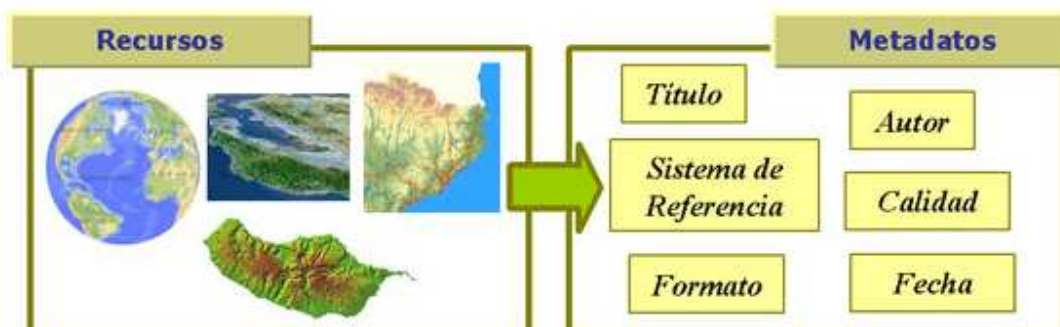 Recursos
Metadatos
Título
Autor
Sistema de
Referencia
Calidad
Formato
Fecha